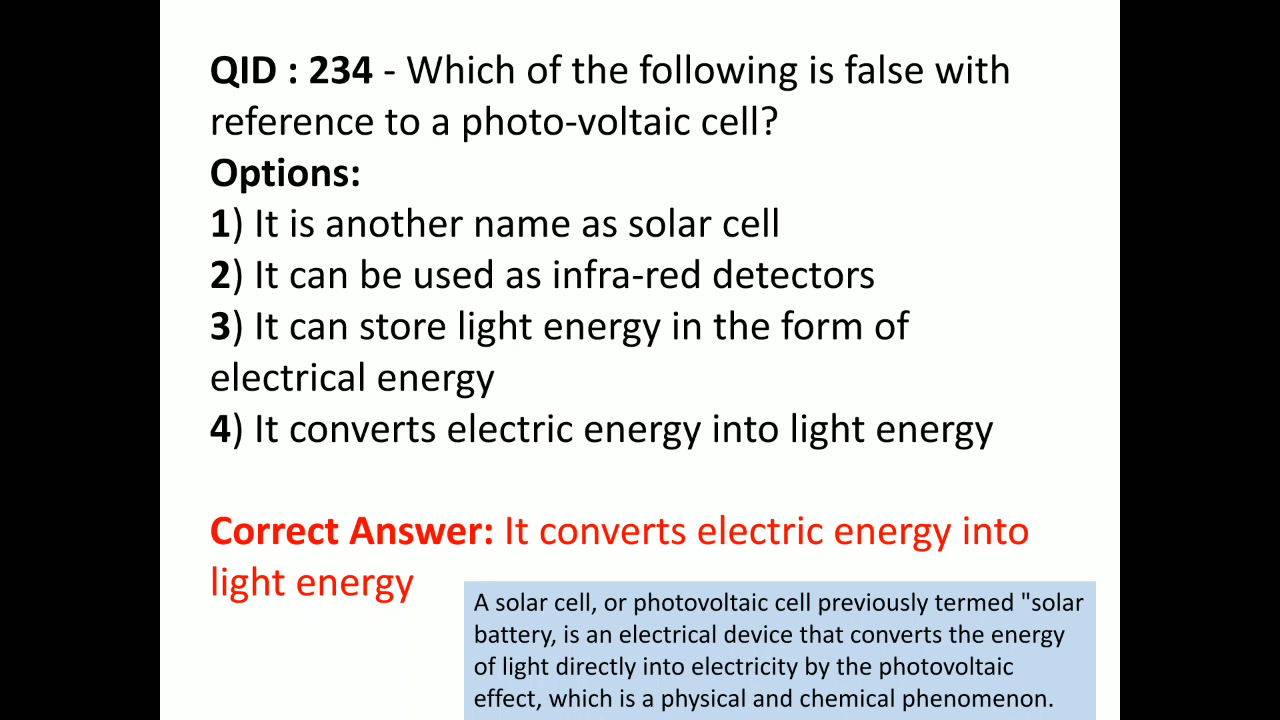 QID : 234 - Which of the following is false with
reference to a photo-voltaic cell?
Options:
1) It is another name as solar cell
2) It can be used as infra-red detectors
3) It can store light energy in the form of
electrical energy
4) It converts electric energy into light energy
Correct Answer: It converts electric energy into
light energy
A solar cell, or photovoltaic cell previously termed "solar
battery, is an electrical device that converts the energy
of light directly into electricity by the photovoltaic
effect, which is a physical and chemical phenomenon.